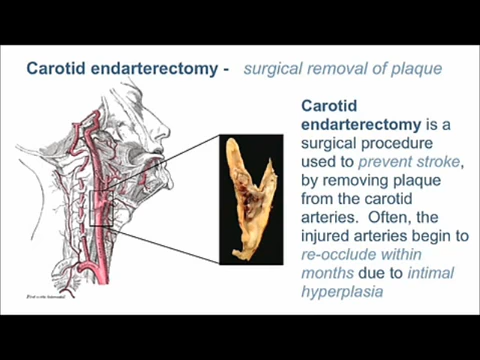 Carotid endarterectomy - surgical removal of plaque
Carotid
endarterectomy is a
surgical procedure
used to prevent stroke,
by removing plaque
from the carotid
arteries. Often, the
injured arteries begin to
re-occlude within
months due to intimal
hyperplasia